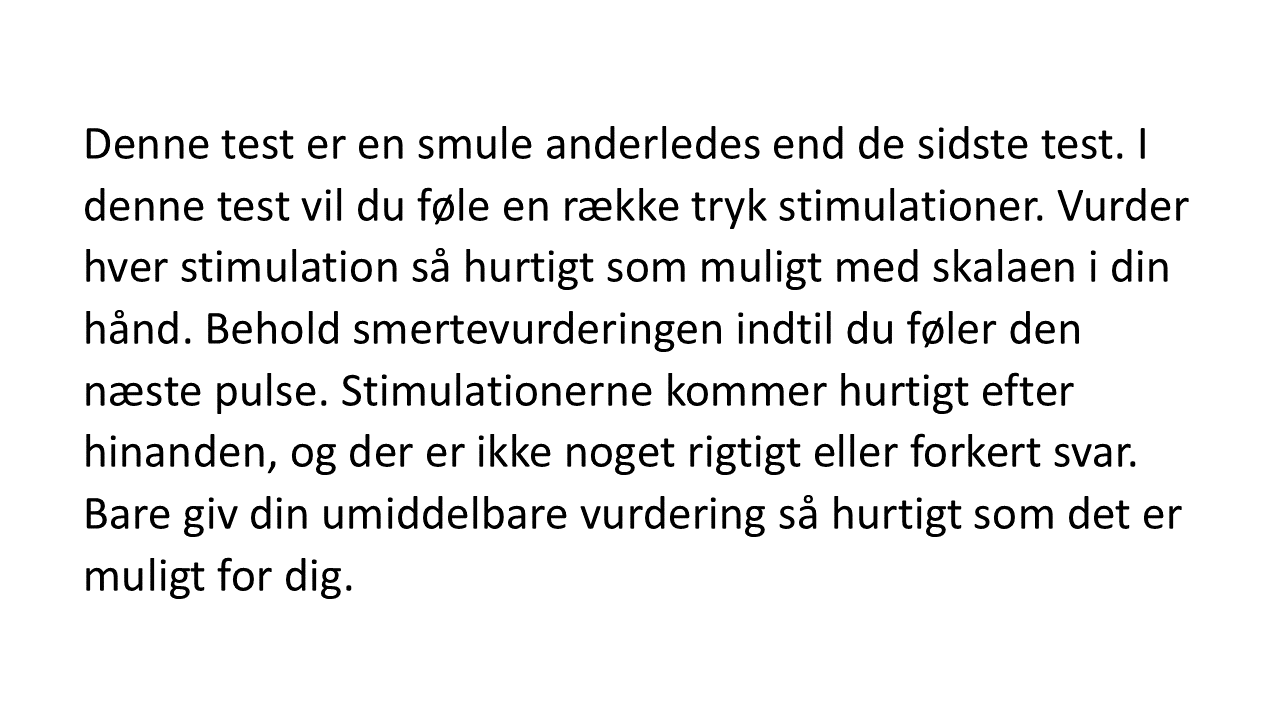 Denne test er en smule anderledes end de sidste test. I
denne test vil du føle en række tryk stimulationer. Vurder
hver stimulation så hurtigt som muligt med skalaen i din
hånd. Behold smertevurderingen indtil du føler den
næste pulse. Stimulationerne kommer hurtigt efter
hinanden, og der er ikke noget rigtigt eller forkert svar.
Bare giv din umiddelbare vurdering så hurtigt som det er
muligt for dig.